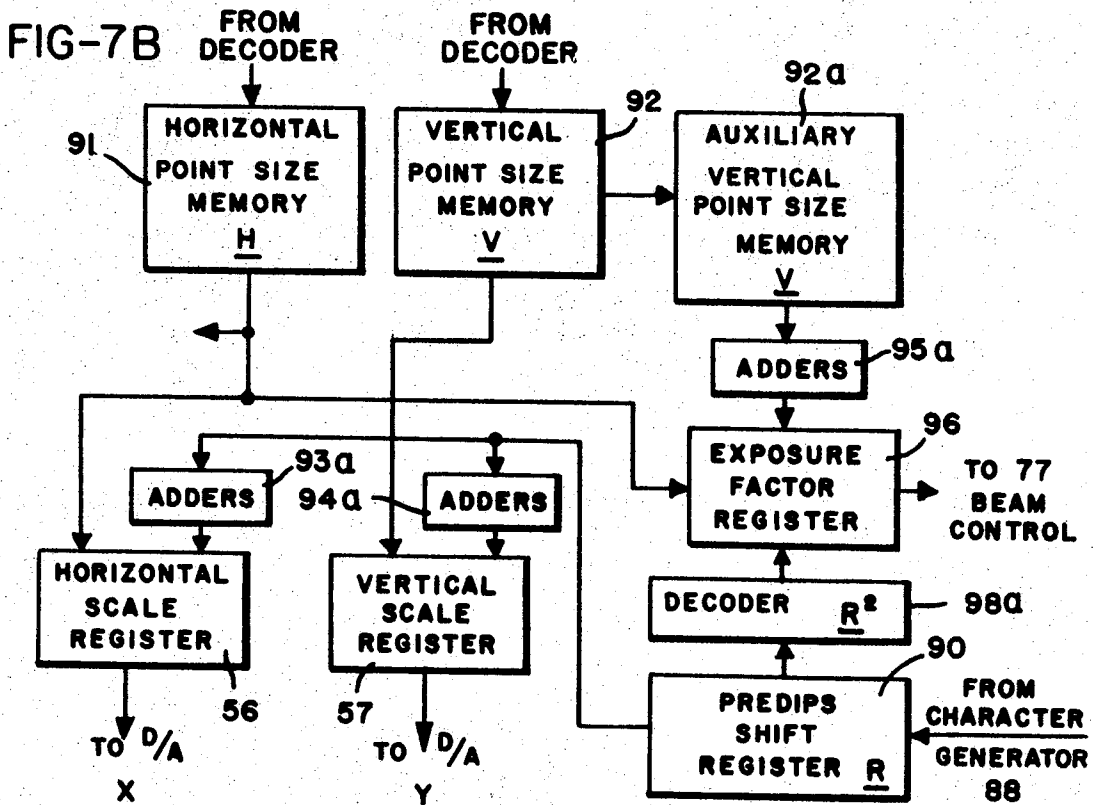 FIG-7B
FROM
DECODER
FROM
DECODER
91
HORIZONTAL
POINT SIZE
MEMORY
H
92
VERTICAL
POINT SIZE
MEMORY
V
92a
AUXILIARY
VERTICAL
POINT SIZE
MEMORY
V
ADDERS
95a
93a
ADDERS
94a
ADDERS
EXPOSURE
FACTOR
REGISTER
96
TO 77
BEAM
CONTROL
HORIZONTAL
SCALE
REGISTER
56
VERTICAL
SCALE
REGISTER
57
DECODER R²
98a
90
PREDIPS
SHIFT
REGISTER R
FROM
CHARACTER
GENERATOR
88
TO D/A
X
TO D/A
Y